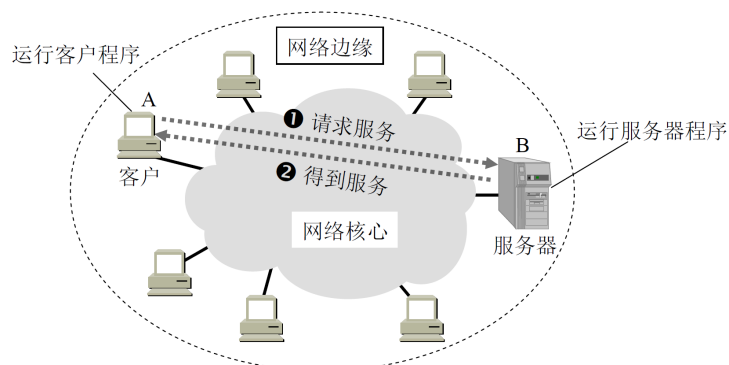 网络边缘
运行客户程序
A
❶ 请求服务
B
运行服务器程序
❷ 得到服务
客户
网络核心
服务器